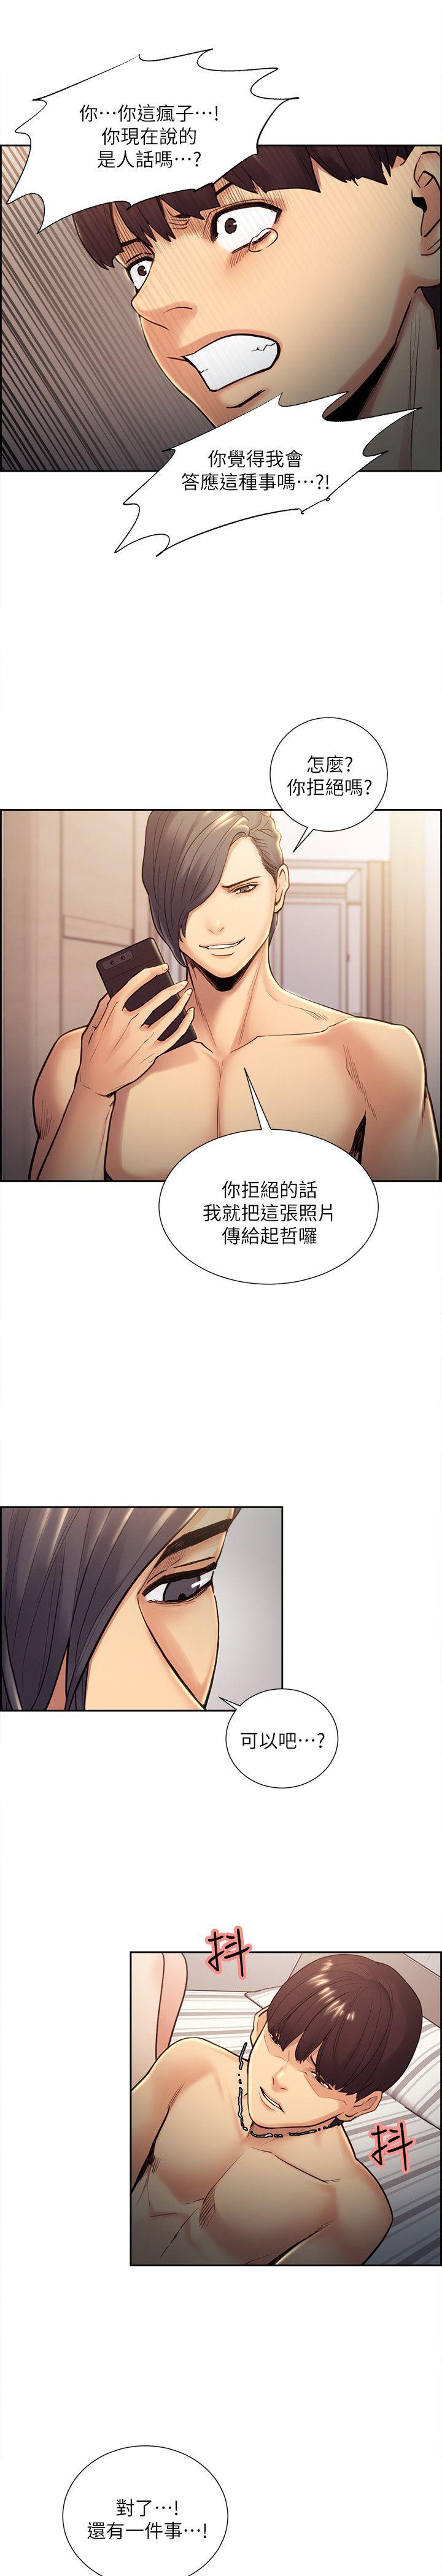 你⋯你這瘋子⋯!
你現在說的
是人話嗎⋯?
你覺得我會
答應這種事嗎⋯?!
怎麼?
你拒絕嗎?
你拒絕的話
我就把這張照片
傳給起哲囉
可以吧⋯?
抖
抖
對了⋯!
還有一件事⋯!